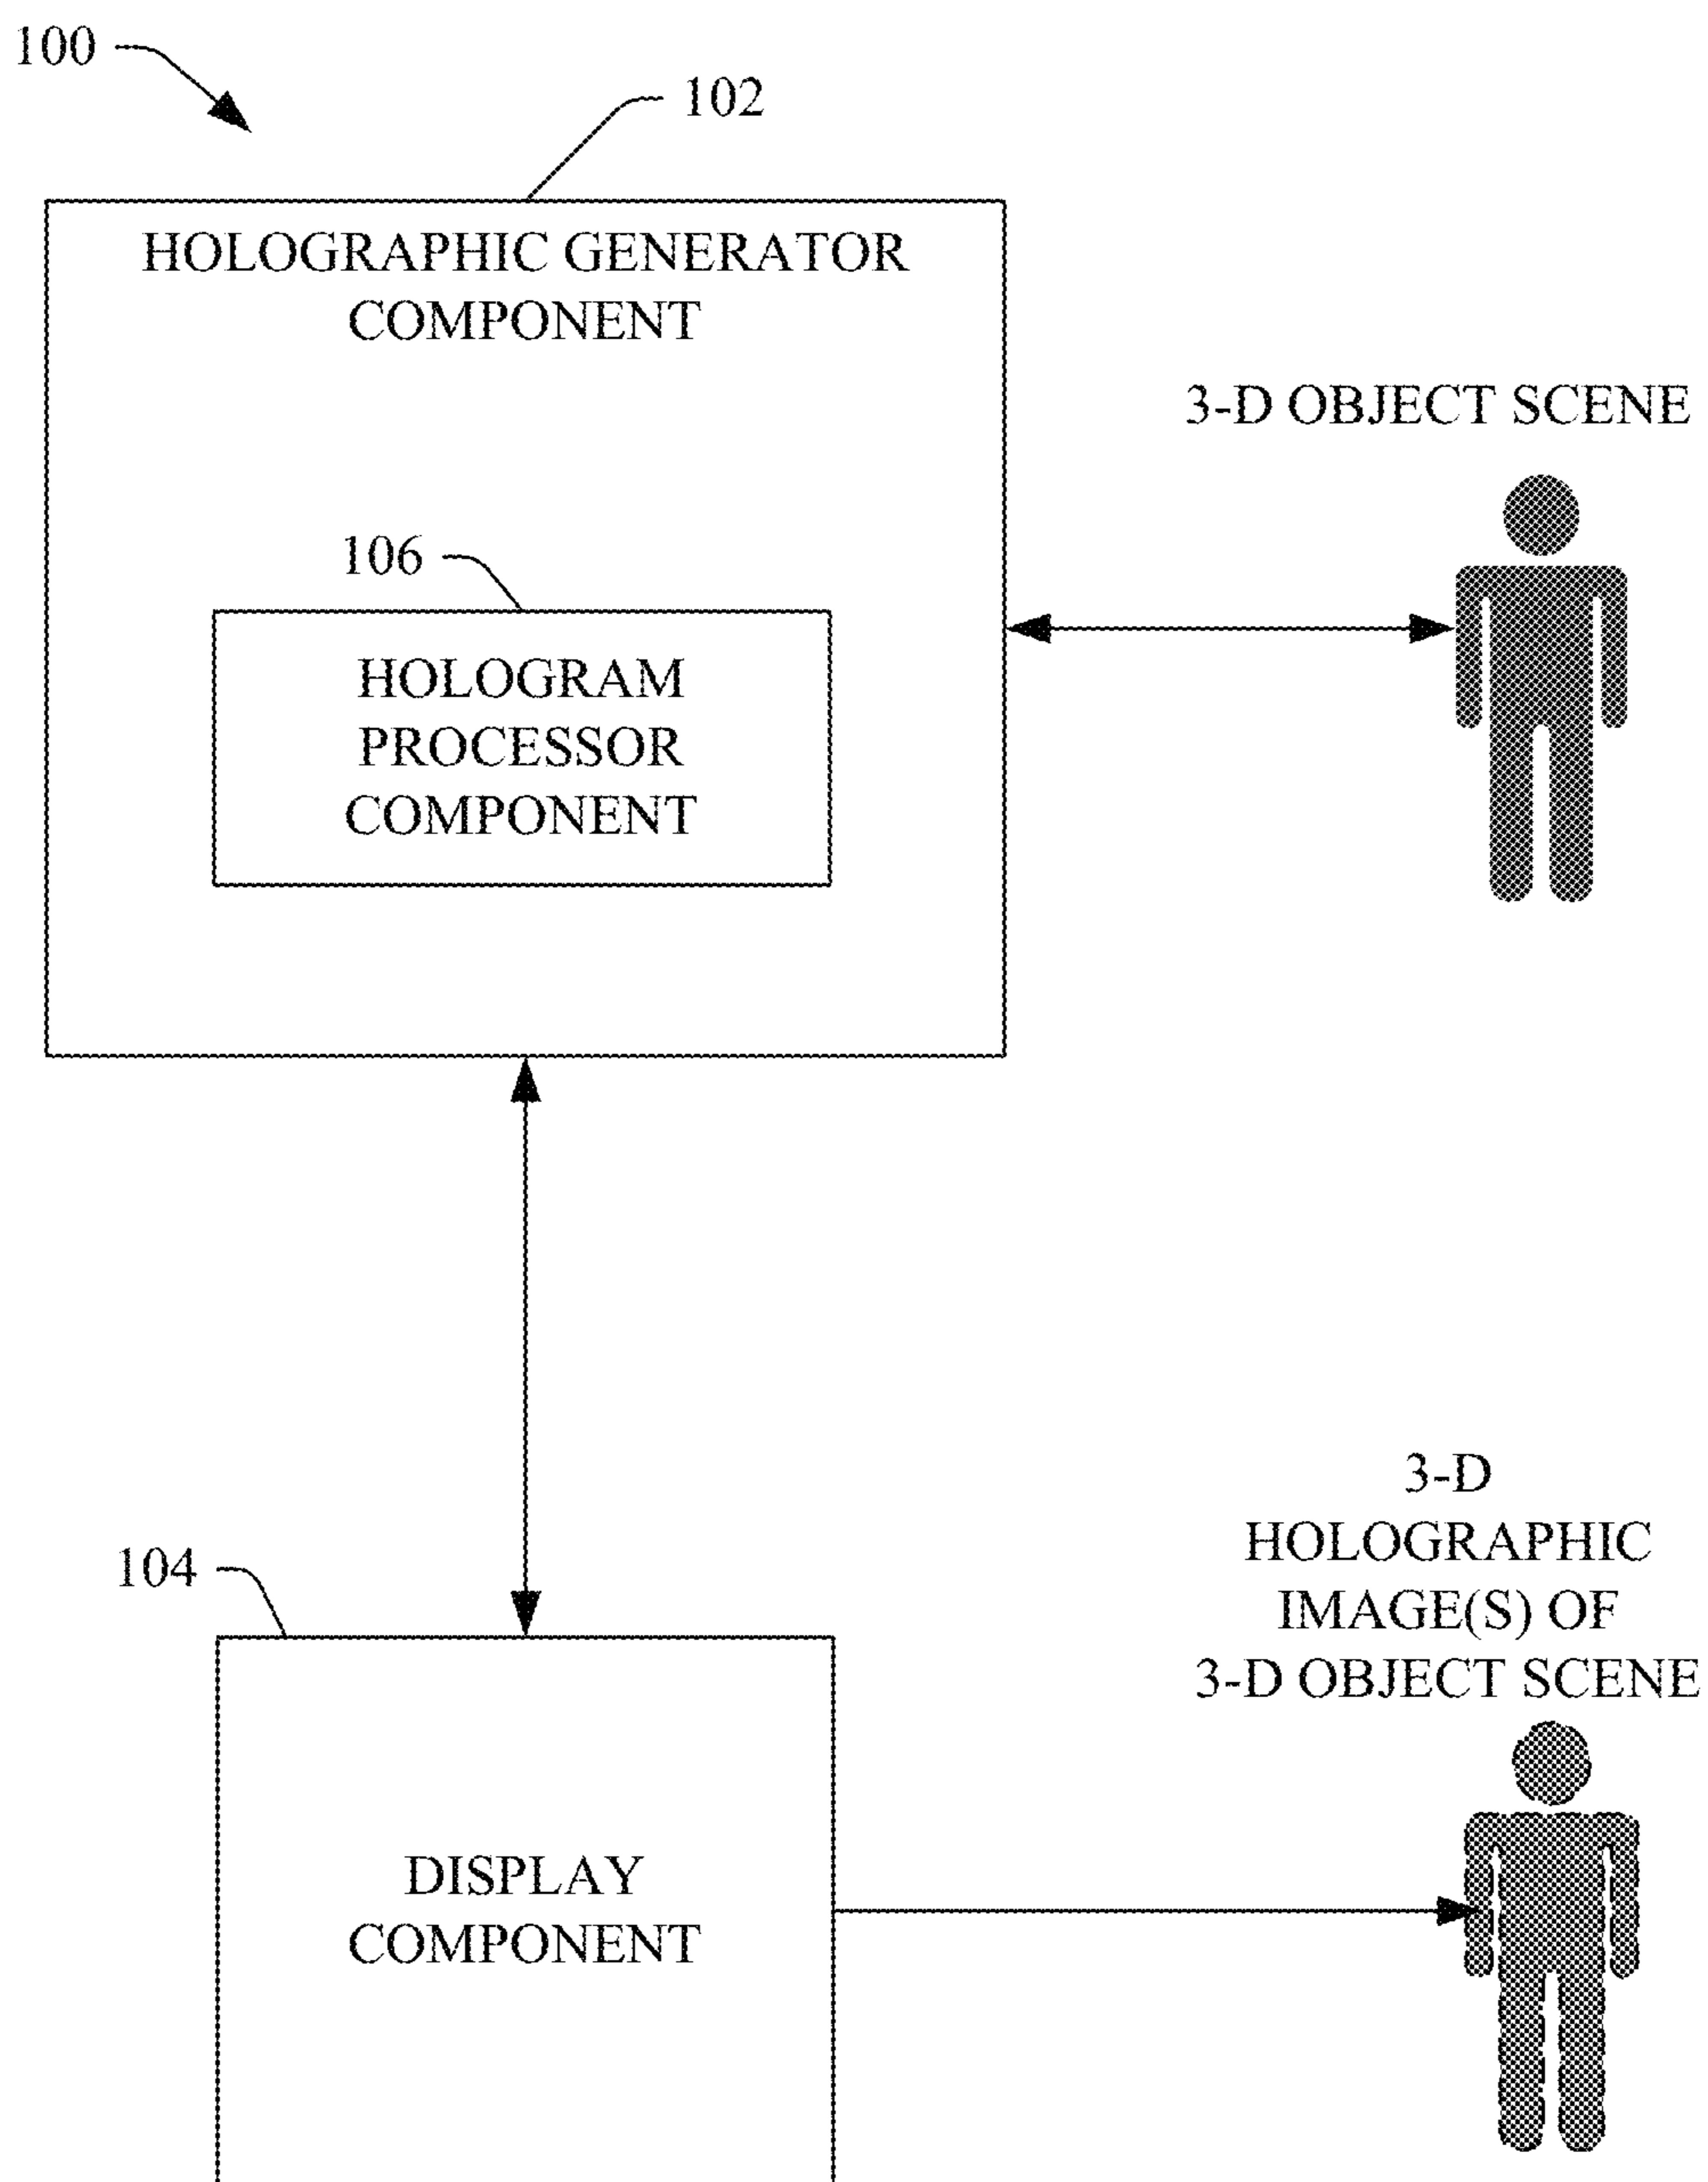 100
102
HOLOGRAPHIC GENERATOR
COMPONENT
3-D OBJECT SCENE
106
HOLOGRAM
PROCESSOR
COMPONENT
3-D
HOLOGRAPHIC
IMAGE(S) OF
3-D OBJECT SCENE
104
DISPLAY
COMPONENT